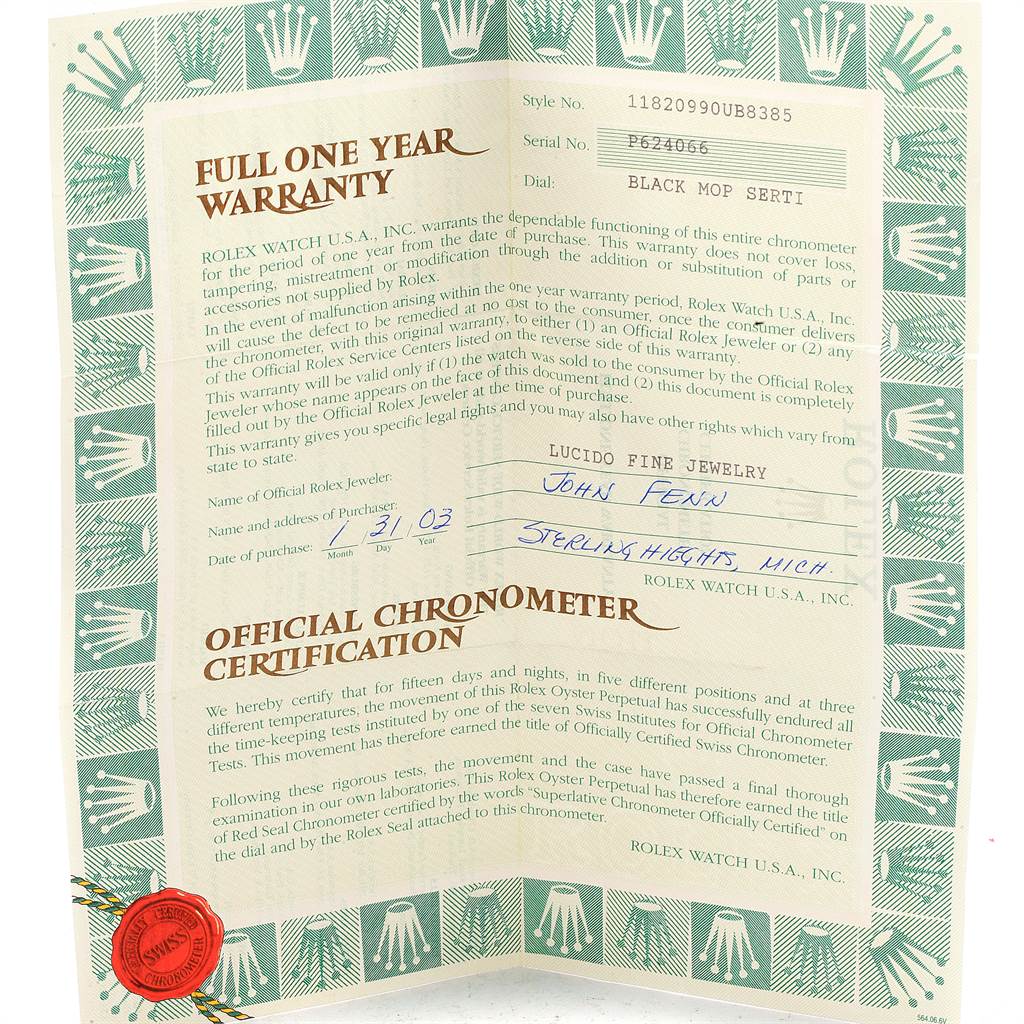 Style No. 11820990UB8385
Serial No. P624066
Dial: BLACK MOP SERTI
FULL ONE YEAR
WARRANTY
ROLEX WATCH U.S.A., INC. warrants the dependable functioning of this entire chronometer
for the period of one year from the date of purchase. This warranty does not cover loss,
tampering, mistreatment or modification through the addition or substitution of parts or
accessories not supplied by Rolex.
In the event of malfunction arising within the one year warranty period, Rolex Watch U.S.A., Inc.
will cause the defect to be remedied at no cost to the consumer, once the consumer delivers
the chronometer, with this original warranty, to either (1) an Official Rolex Jeweler or (2) any
of the Official Rolex Service Centers listed on the reverse side of this warranty.
This warranty will be valid only if (1) the watch was sold to the consumer by the Official Rolex
Jeweler whose name appears on the face of this document and (2) this document is completely
filled out by the Official Rolex Jeweler at the time of purchase.
This warranty gives you specific legal rights and you may also have other rights which vary from
state to state.
Name of Official Rolex Jeweler: LUCIDO FINE JEWELRY
Name and address of Purchaser: JOHN FENN
Date of purchase: 1 31 02 STERLING HIEGHTS, MICH.
Month Day Year
ROLEX WATCH U.S.A., INC.
OFFICIAL CHRONOMETER
CERTIFICATION
We hereby certify that for fifteen days and nights, in five different positions and at three
different temperatures, the movement of this Rolex Oyster Perpetual has successfully endured all
the time-keeping tests instituted by one of the seven Swiss Institutes for Official Chronometer
Tests. This movement has therefore earned the title of Officially Certified Swiss Chronometer.
Following these rigorous tests, the movement and the case have passed a final thorough
examination in our own laboratories. This Rolex Oyster Perpetual has therefore earned the title
of Red Seal Chronometer certified by the words "Superlative Chronometer Officially Certified" on
the dial and by the Rolex Seal attached to this chronometer.
ROLEX WATCH U.S.A., INC.
OFFICIALLY CERTIFIED
SWISS
CHRONOMETER
564.06.6V